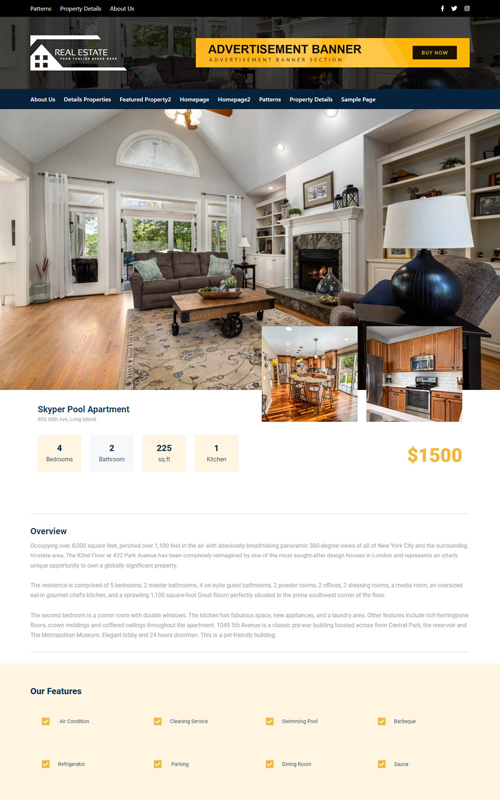 Patterns Property Details About Us
REAL ESTATE
YOUR TAGLINE SPACE HERE
ADVERTISEMENT BANNER
ADVERTISEMENT BANNER SECTION
BUY NOW
About Us Details Properties Featured Property2 Homepage Homepage2 Patterns Property Details Sample Page
Skyper Pool Apartment
805 26th Ave, Long Island
4 2 225 1
Bedrooms Bathroom sq.ft Kitchen
$1500
Overview
Occupying over 8,000 square feet, perched over 1,100 feet in the air with absolutely breathtaking panoramic 360-degree views of all of New York City and the surrounding
tri-state area, The 82nd Floor at 432 Park Avenue has been completely reimagined by one of the most sought-after design houses in London and represents an utterly
unique opportunity to own a globally significant property.
The residence is comprised of 5 bedrooms, 2 master bathrooms, 4 en-suite guest bathrooms, 2 powder rooms, 2 offices, 2 dressing rooms, a media room, an oversized
eat-in gourmet chef's kitchen, and a sprawling 1,100 square-foot Great Room perfectly situated in the prime southwest corner of the floor.
The second bedroom is a corner room with double windows. The kitchen has fabulous space, new appliances, and a laundry area. Other features include rich herringbone
floors, crown moldings and coffered ceilings throughout the apartment. 1049 5th Avenue is a classic pre-war building located across from Central Park, the reservoir and
The Metropolitan Museum. Elegant lobby and 24 hours doorman. This is a pet-friendly building.
Our Features
Air Condition Cleaning Service Swimming Pool Barbeque
Refrigerator Parking Dining Room Sauna